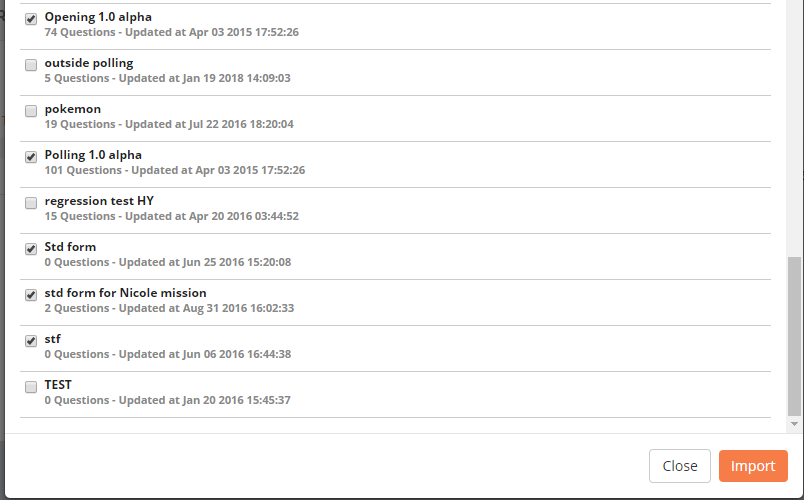 Opening 1.0 alpha
74 Questions - Updated at Apr 03 2015 17:52:26
outside polling
5 Questions - Updated at Jan 19 2018 14:09:03
pokemon
19 Questions - Updated at Jul 22 2016 18:20:04
Polling 1.0 alpha
101 Questions - Updated at Apr 03 2015 17:52:26
regression test HY
15 Questions - Updated at Apr 20 2016 03:44:52
Std form
0 Questions - Updated at Jun 25 2016 15:20:08
std form for Nicole mission
2 Questions - Updated at Aug 31 2016 16:02:33
stf
0 Questions - Updated at Jun 06 2016 16:44:38
TEST
0 Questions - Updated at Jan 20 2016 15:45:37
Close Import